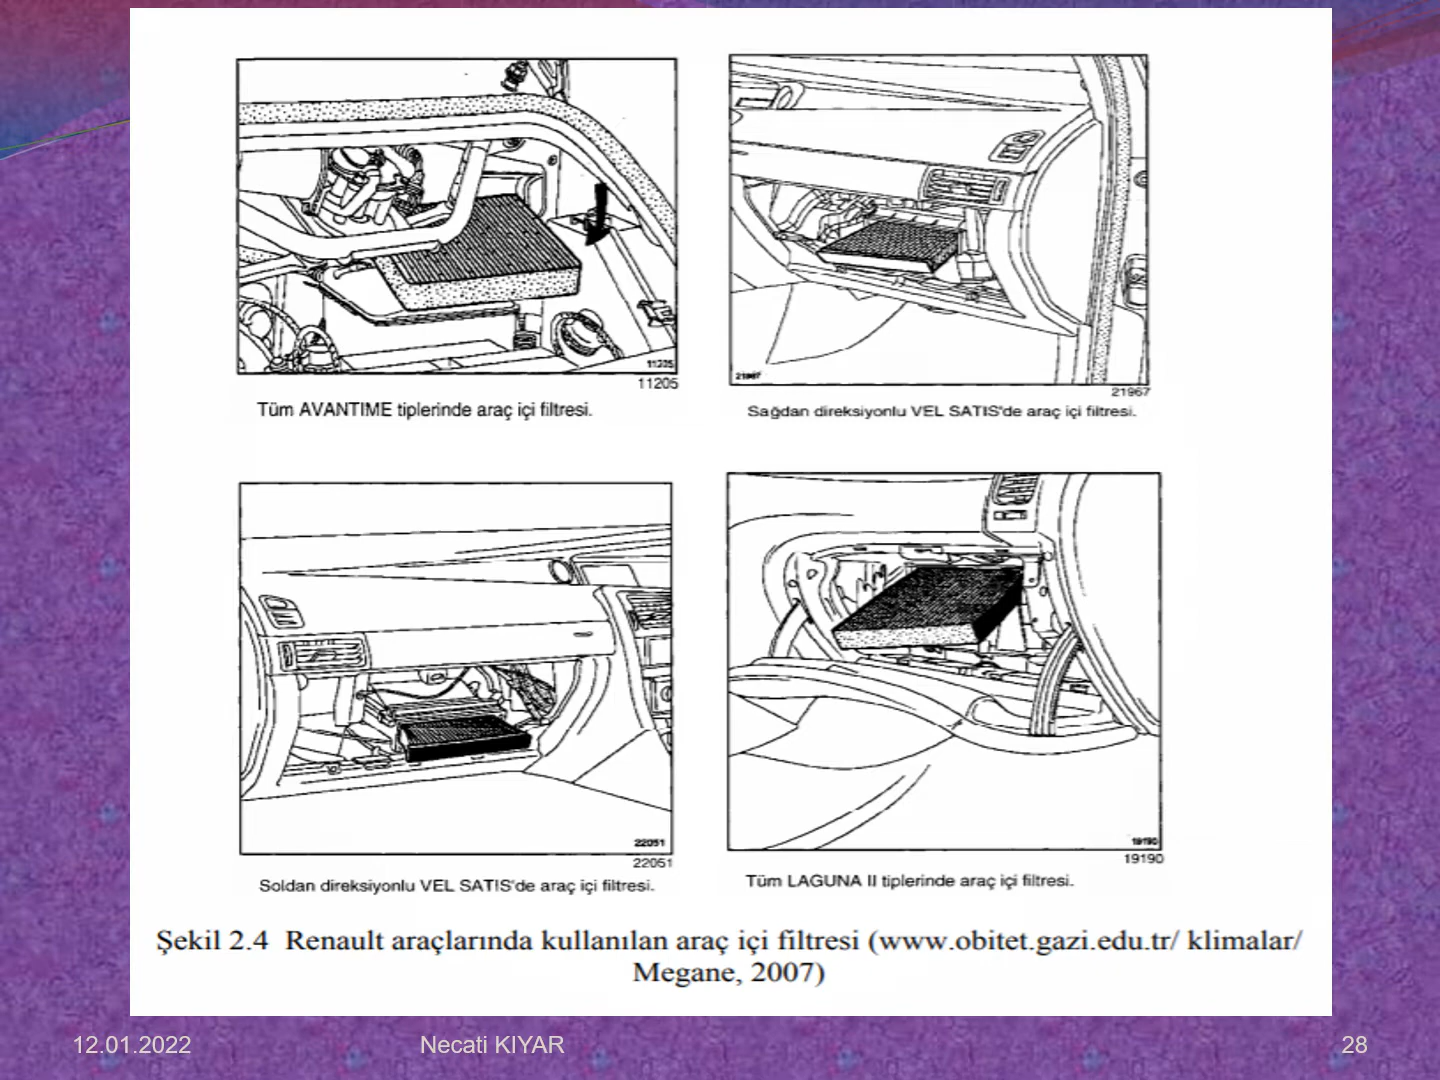 11205
11205
Tüm AVANTIME tiplerinde araç içi filtresi.
21967
21967
Sağdan direksiyonlu VEL SATIS'de araç içi filtresi.
22051
22051
Soldan direksiyonlu VEL SATIS'de araç içi filtresi.
19190
19190
Tüm LAGUNA II tiplerinde araç içi filtresi.
Şekil 2.4 Renault araçlarında kullanılan araç içi filtresi (www.obitet.gazi.edu.tr/ klimalar/
Megane, 2007)
12.01.2022
Necati KIYAR
28